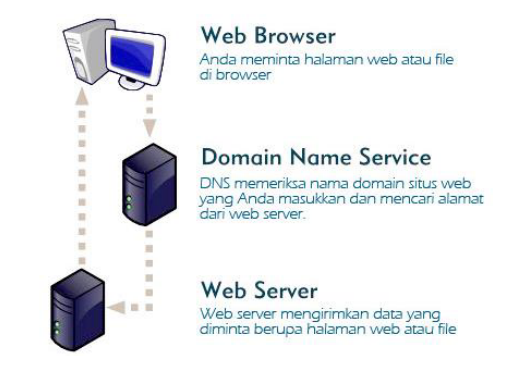 Web Browser
Anda meminta halaman web atau file
di browser
Domain Name Service
DNS memeriksa nama domain situs web
yang Anda masukkan dan mencari alamat
dari web server.
Web Server
Web server mengirimkan data yang
diminta berupa halaman web atau file